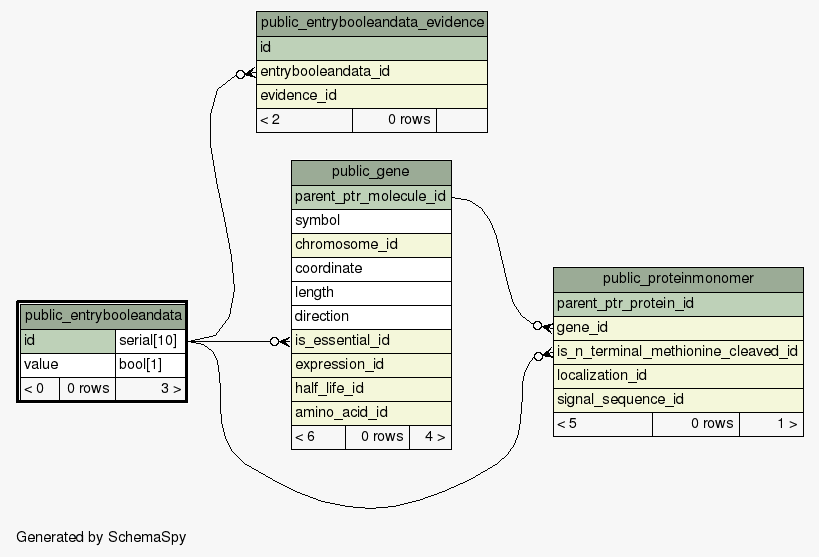 public_entrybooleandata_evidence
id
entrybooleandata_id
evidence_id
< 2 0 rows
public_gene
parent_ptr_molecule_id
symbol
chromosome_id
coordinate
length
direction
is_essential_id
expression_id
half_life_id
amino_acid_id
< 6 0 rows 4 >
public_proteinmonomer
parent_ptr_protein_id
gene_id
is_n_terminal_methionine_cleaved_id
localization_id
signal_sequence_id
< 5 0 rows 1 >
public_entrybooleandata
id serial[10]
value bool[1]
< 0 0 rows 3 >
Generated by SchemaSpy